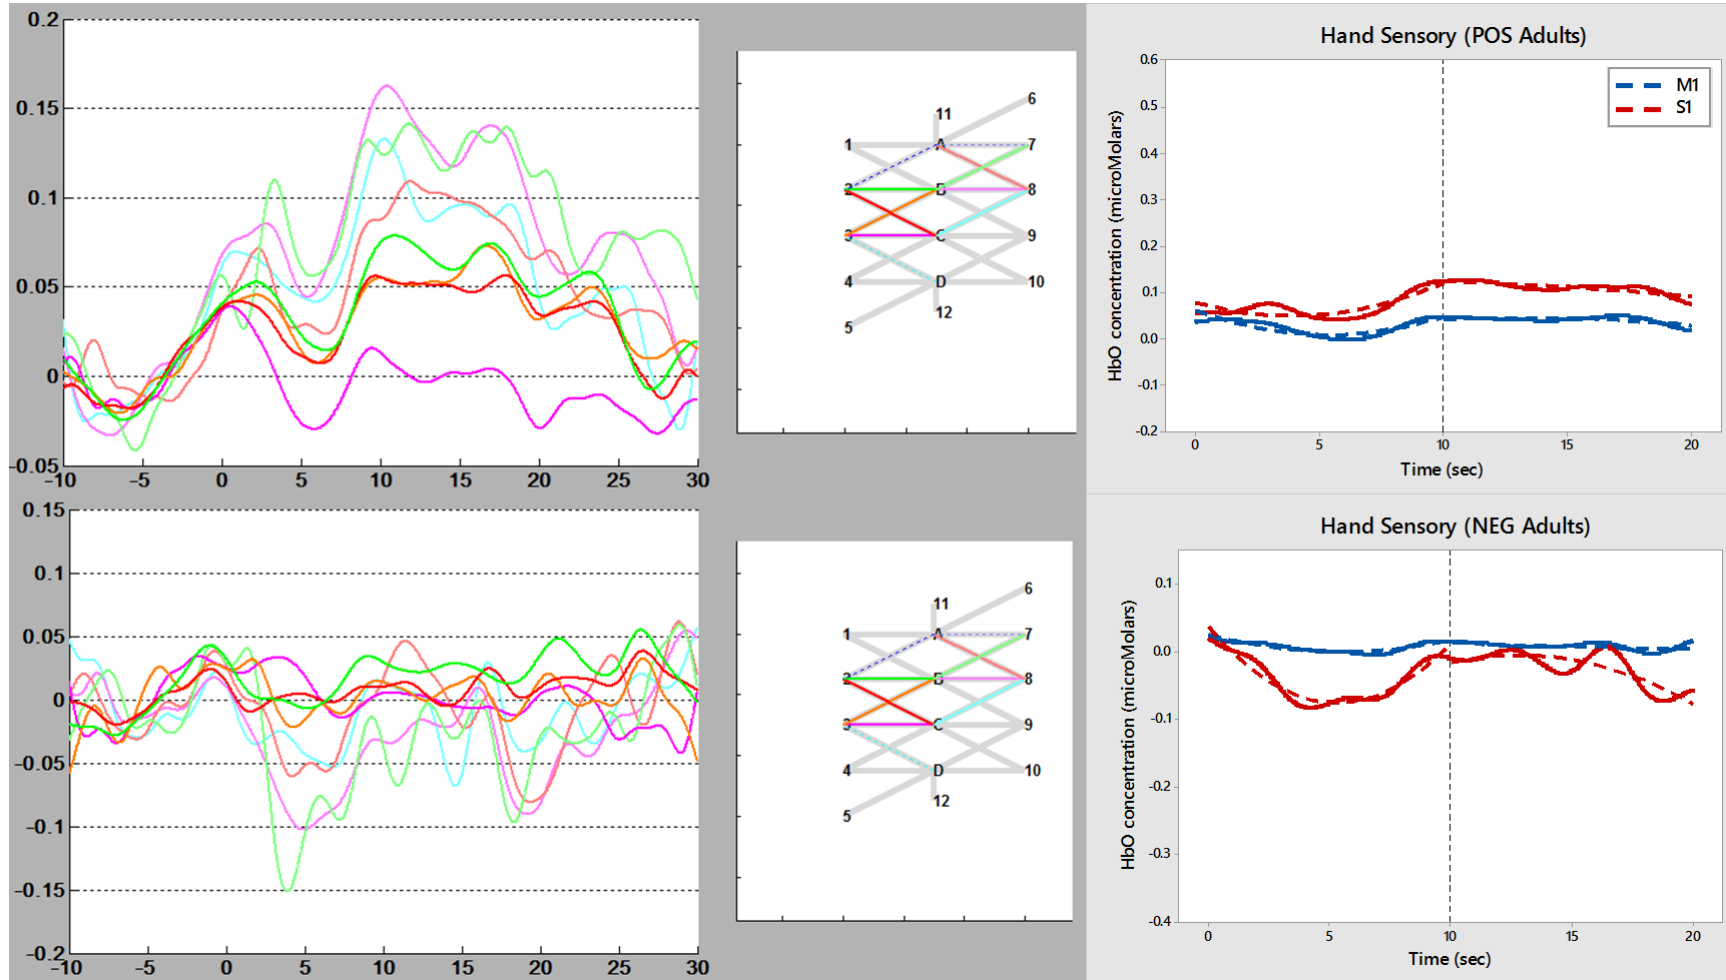 0.2
0.15
0.1
0.05
0
-0.05
-10 -5 0 5 10 15 20 25 30
11
6
1 A 7
2 B 8
3 C 9
4 D 10
12
5
Hand Sensory (POS Adults)
M1
S1
HbO concentration (microMolars)
0.6
0.5
0.4
0.3
0.2
0.1
0.0
-0.1
-0.2
0 5 10 15 20
Time (sec)
0.15
0.1
0.05
0
-0.05
-0.1
-0.15
-0.2
-10 -5 0 5 10 15 20 25 30
6
11
1 A 7
2 B 8
3 C 9
4 D 10
12
5
Hand Sensory (NEG Adults)
HbO concentration (microMolars)
0.1
0.0
-0.1
-0.2
-0.3
-0.4
0 5 10 15 20
Time (sec)